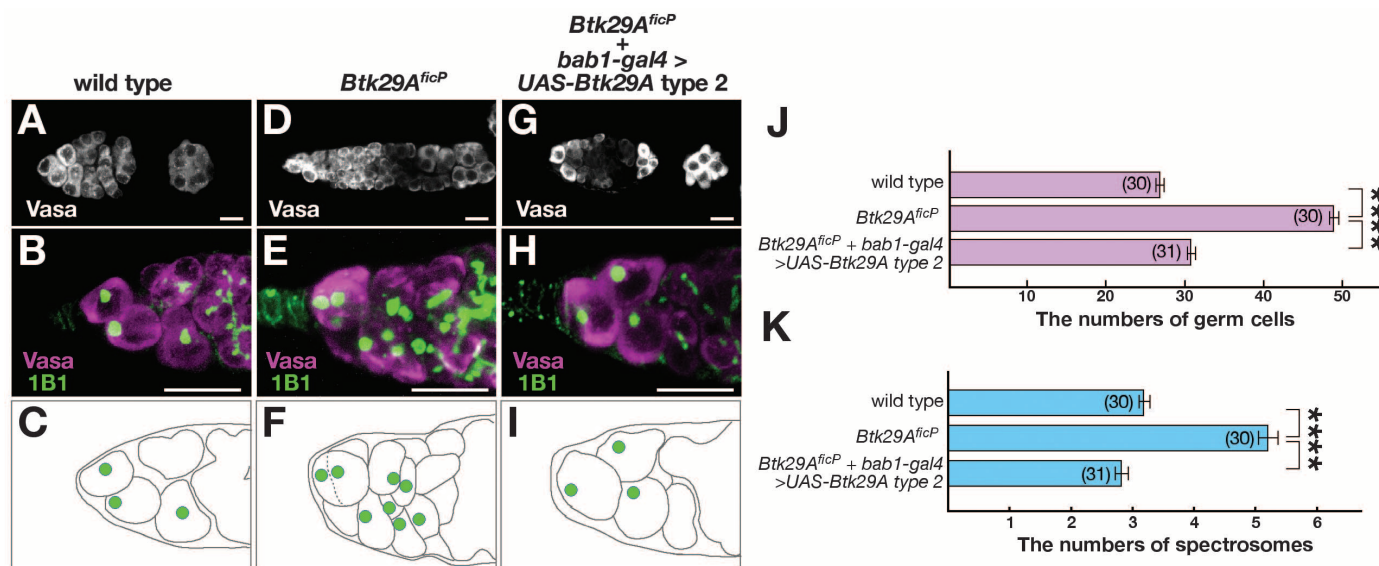 Btk29A^ficP
+
bab1-gal4 >
wild type Btk29A^ficP UAS-Btk29A type 2
A D G
Vasa Vasa Vasa
B E H
Vasa Vasa Vasa
1B1 1B1 1B1
C F I
J
wild type (30)
Btk29A^ficP (30)
Btk29A^ficP + bab1-gal4
>UAS-Btk29A type 2 (31)
**
**
10 20 30 40 50
The numbers of germ cells
K
wild type (30)
Btk29A^ficP (30)
Btk29A^ficP + bab1-gal4
>UAS-Btk29A type 2 (31)
**
**
1 2 3 4 5 6
The numbers of spectrosomes